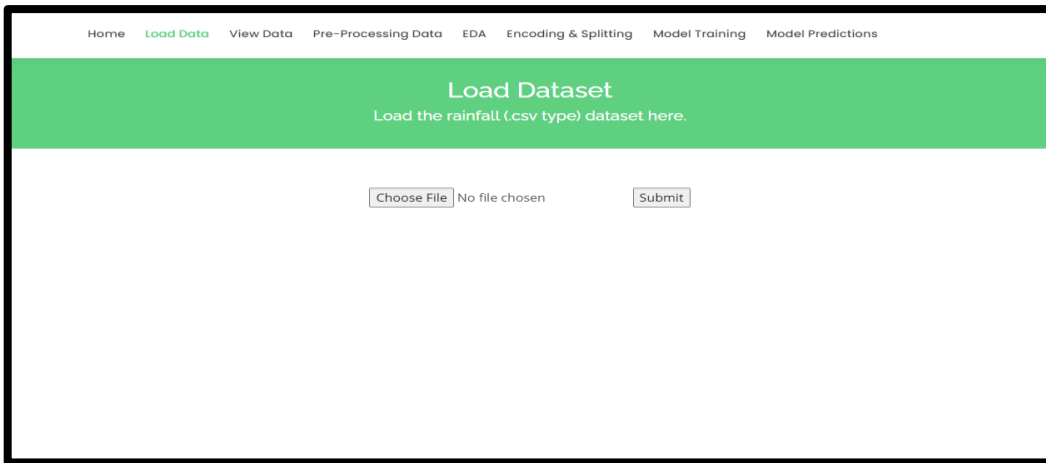 Home Load Data View Data Pre-Processing Data EDA Encoding & Splitting Model Training Model Predictions
Load Dataset
Load the rainfall (.csv type) dataset here.
Choose File No file chosen Submit